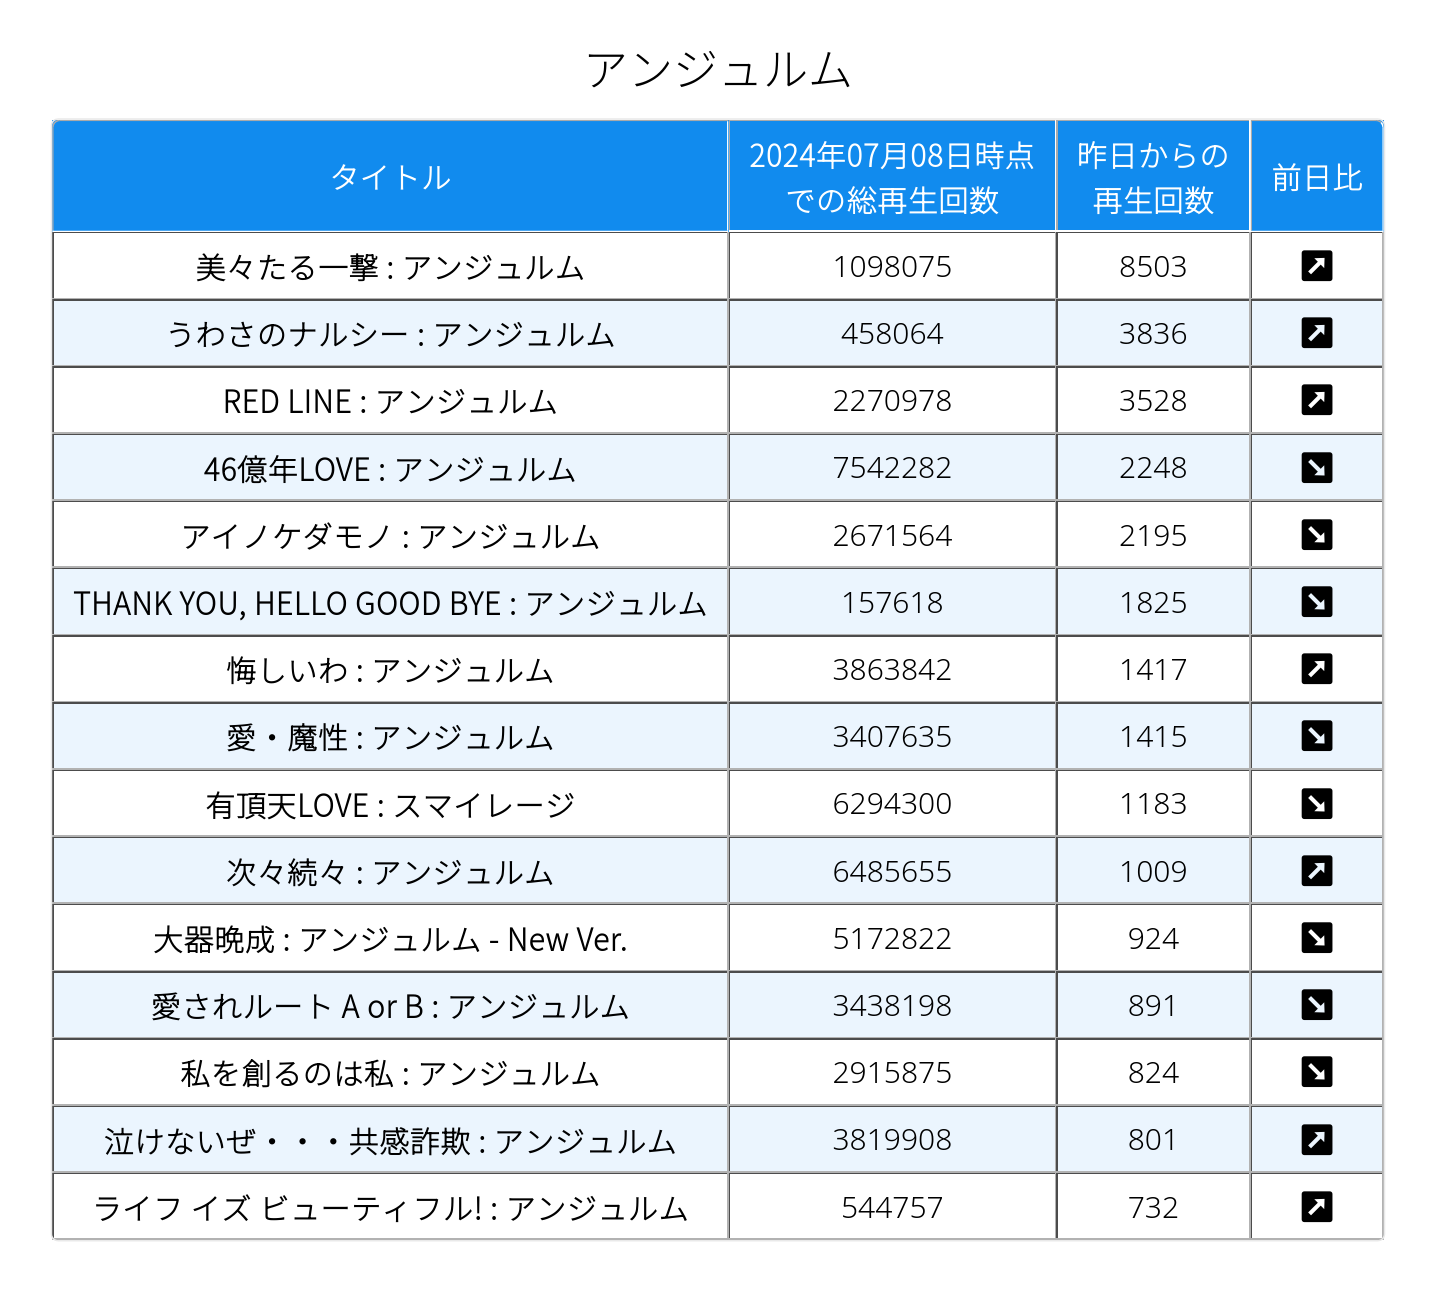 アンジュルム
タイトル 2024年07月08日時点での総再生回数 昨日からの再生回数 前日比
美々たる一撃 : アンジュルム 1098075 8503 ↗
うわさのナルシー : アンジュルム 458064 3836 ↗
RED LINE : アンジュルム 2270978 3528 ↗
46億年LOVE : アンジュルム 7542282 2248 ↘
アイノケダモノ : アンジュルム 2671564 2195 ↘
THANK YOU, HELLO GOOD BYE : アンジュルム 157618 1825 ↘
悔しいわ : アンジュルム 3863842 1417 ↗
愛・魔性 : アンジュルム 3407635 1415 ↘
有頂天LOVE : スマイレージ 6294300 1183 ↘
次々続々 : アンジュルム 6485655 1009 ↗
大器晩成 : アンジュルム - New Ver. 5172822 924 ↘
愛されルート A or B : アンジュルム 3438198 891 ↘
私を創るのは私 : アンジュルム 2915875 824 ↘
泣けないぜ・・・共感詐欺 : アンジュルム 3819908 801 ↗
ライフ イズ ビューティフル! : アンジュルム 544757 732 ↗